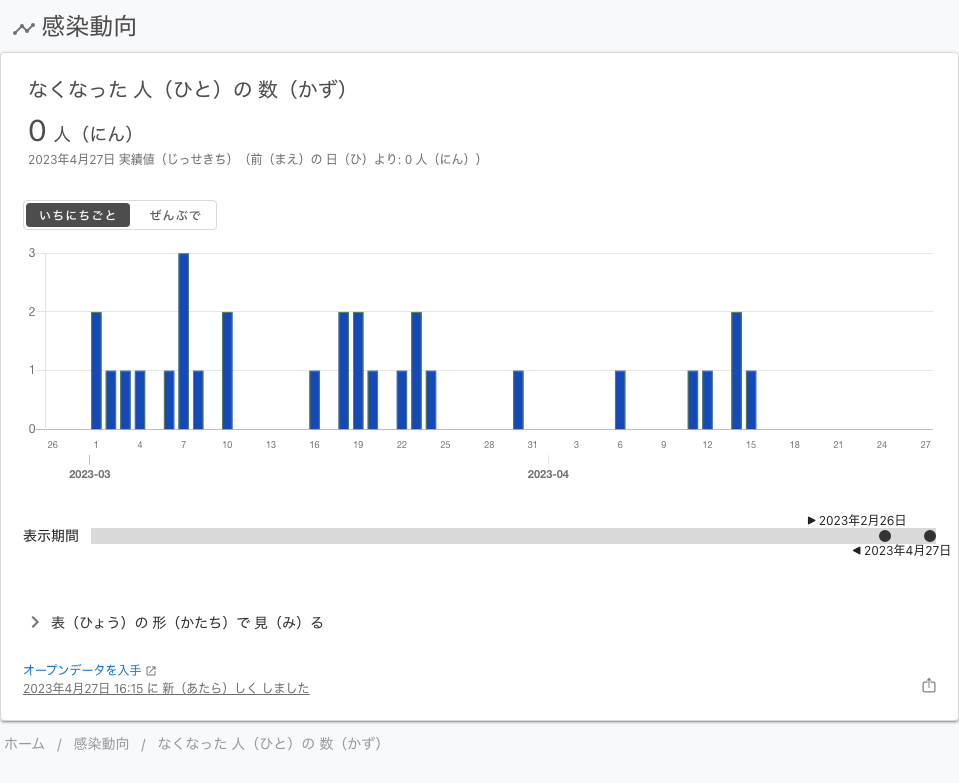 感染動向
なくなった 人（ひと）の 数（かず）
0 人（にん）
2023年4月27日 実績値（じっせきち）（前（まえ）の 日（ひ）より: 0 人（にん））
いちにちごと ぜんぶで
3
2
1
0
26 1 4 7 10 13 16 19 22 25 28 31 3 6 9 12 15 18 21 24 27
2023-03 2023-04
▶ 2023年2月26日
表示期間
◀ 2023年4月27日
表（ひょう）の 形（かたち）で 見（み）る
オープンデータを入手
2023年4月27日 16:15 に 新（あたら）しく しました
ホーム / 感染動向 / なくなった 人（ひと）の 数（かず）